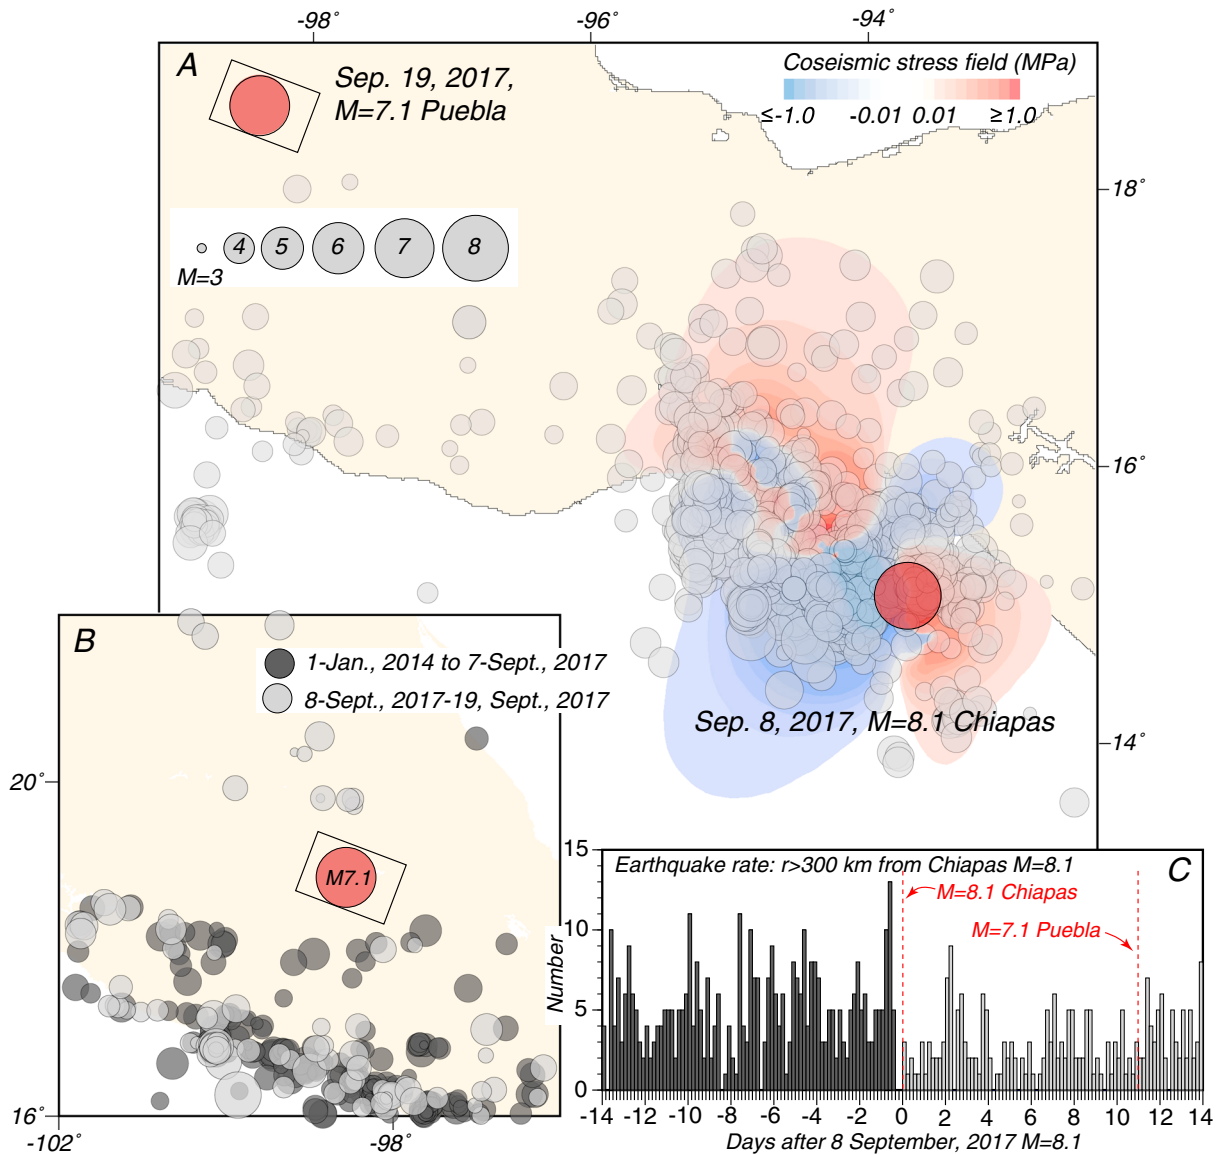 -98˚ -96˚ -94˚
A
Sep. 19, 2017,
M=7.1 Puebla
Coseismic stress field (MPa)
≤-1.0 -0.01 0.01 ≥1.0
18˚
4 5 6 7 8
M=3
16˚
B
1-Jan., 2014 to 7-Sept., 2017
8-Sept., 2017-19, Sept., 2017
Sep. 8, 2017, M=8.1 Chiapas
14˚
20˚
M7.1
16˚
-102˚ -98˚
15
Earthquake rate: r>300 km from Chiapas M=8.1
C
M=8.1 Chiapas
M=7.1 Puebla
10
Number
5
0
-14 -12 -10 -8 -6 -4 -2 0 2 4 6 8 10 12 14
Days after 8 September, 2017 M=8.1